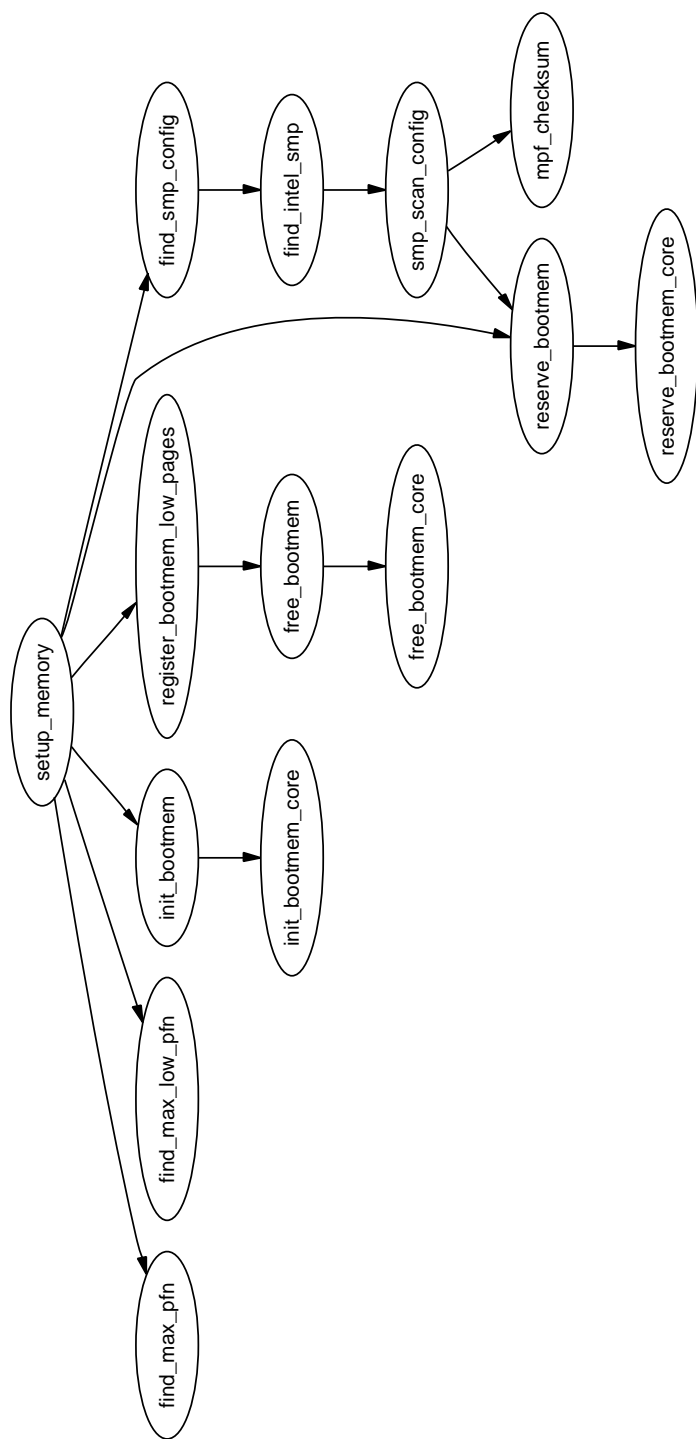 setup_memory
find_max_pfn
find_max_low_pfn
init_bootmem
register_bootmem_low_pages
find_smp_config
init_bootmem_core
free_bootmem
find_intel_smp
free_bootmem_core
smp_scan_config
reserve_bootmem
mpf_checksum
reserve_bootmem_core